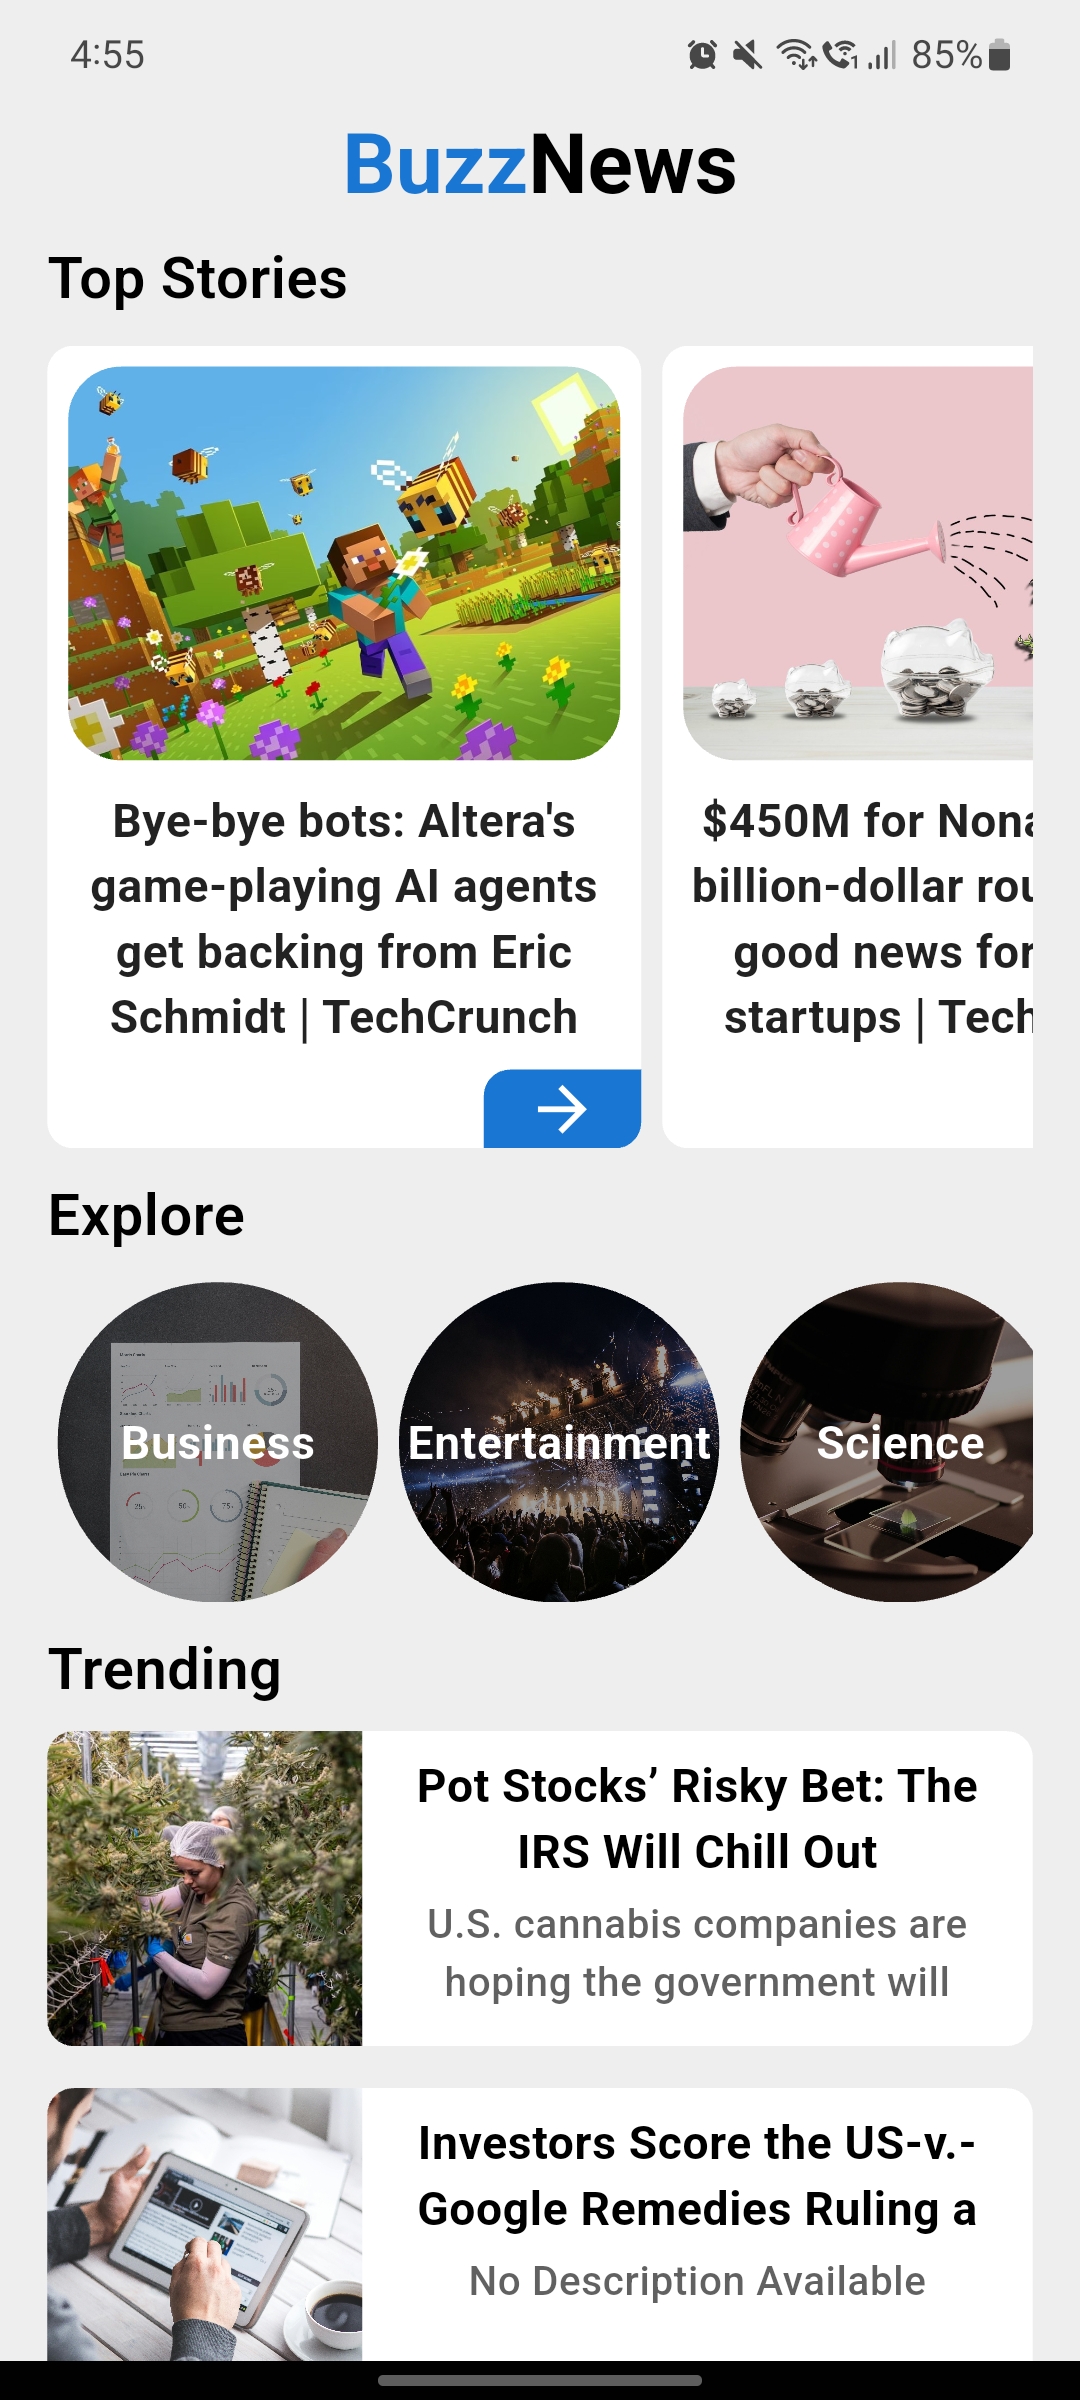 4:55
85%
BuzzNews
Top Stories
Bye-bye bots: Altera's
game-playing AI agents
get backing from Eric
Schmidt | TechCrunch
$450M for Nona
billion-dollar rou
good news for
startups | Tech
Explore
Business
Entertainment
Science
Trending
Pot Stocks’ Risky Bet: The
IRS Will Chill Out
U.S. cannabis companies are
hoping the government will
Investors Score the US-v.-
Google Remedies Ruling a
No Description Available